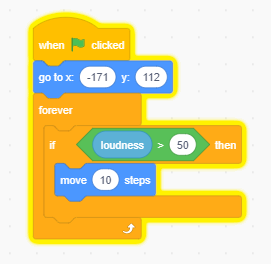 when clicked
go to x: -171 y: 112
forever
if loudness > 50 then
move 10 steps